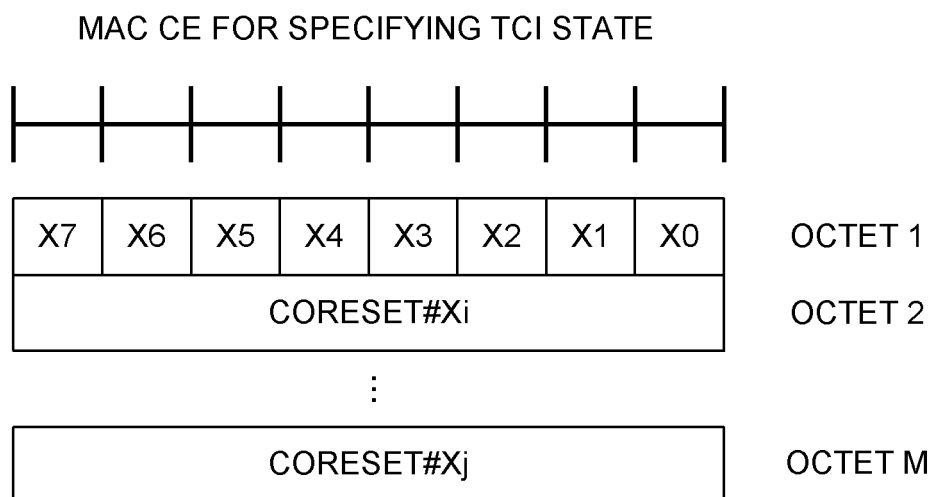 MAC CE FOR SPECIFYING TCI STATE
X7 X6 X5 X4 X3 X2 X1 X0 OCTET 1
CORESET#Xi OCTET 2
⋮
CORESET#Xj OCTET M